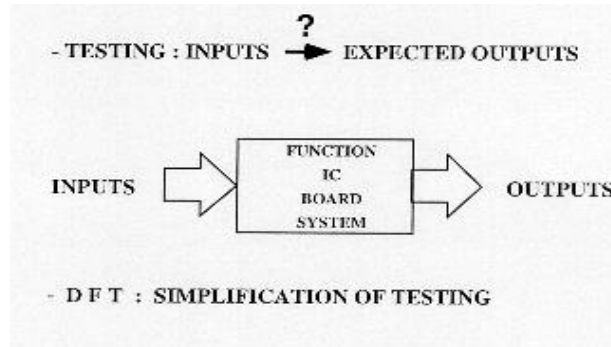 ?
- TESTING : INPUTS → EXPECTED OUTPUTS
FUNCTION
IC
INPUTS BOARD OUTPUTS
SYSTEM
- D F T : SIMPLIFICATION OF TESTING